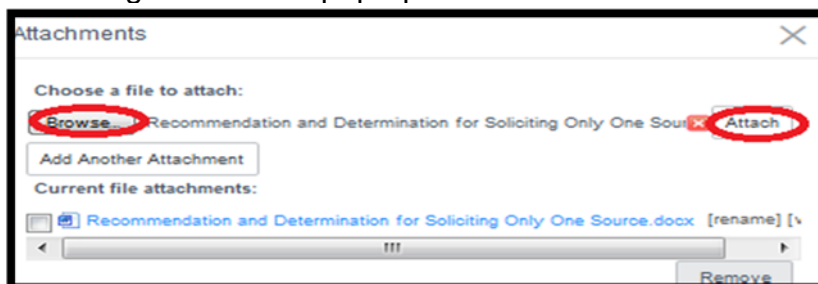 Attachments
Choose a file to attach:
Browse... Recommendation and Determination for Soliciting Only One Sour Attach
Add Another Attachment
Current file attachments:
Recommendation and Determination for Soliciting Only One Source.docx [rename] [v
Remove